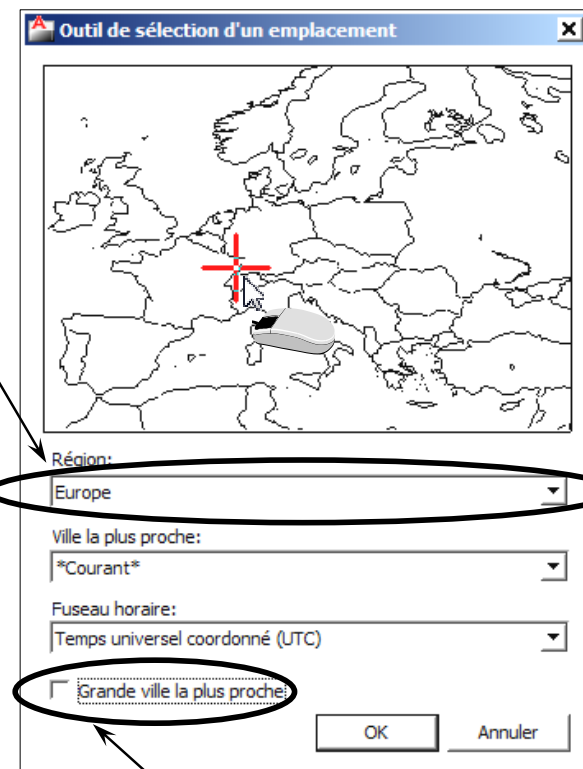 Outil de sélection d'un emplacement
Région:
Europe
Ville la plus proche:
*Courant*
Fuseau horaire:
Temps universel coordonné (UTC)
Grande ville la plus proche
OK Annuler